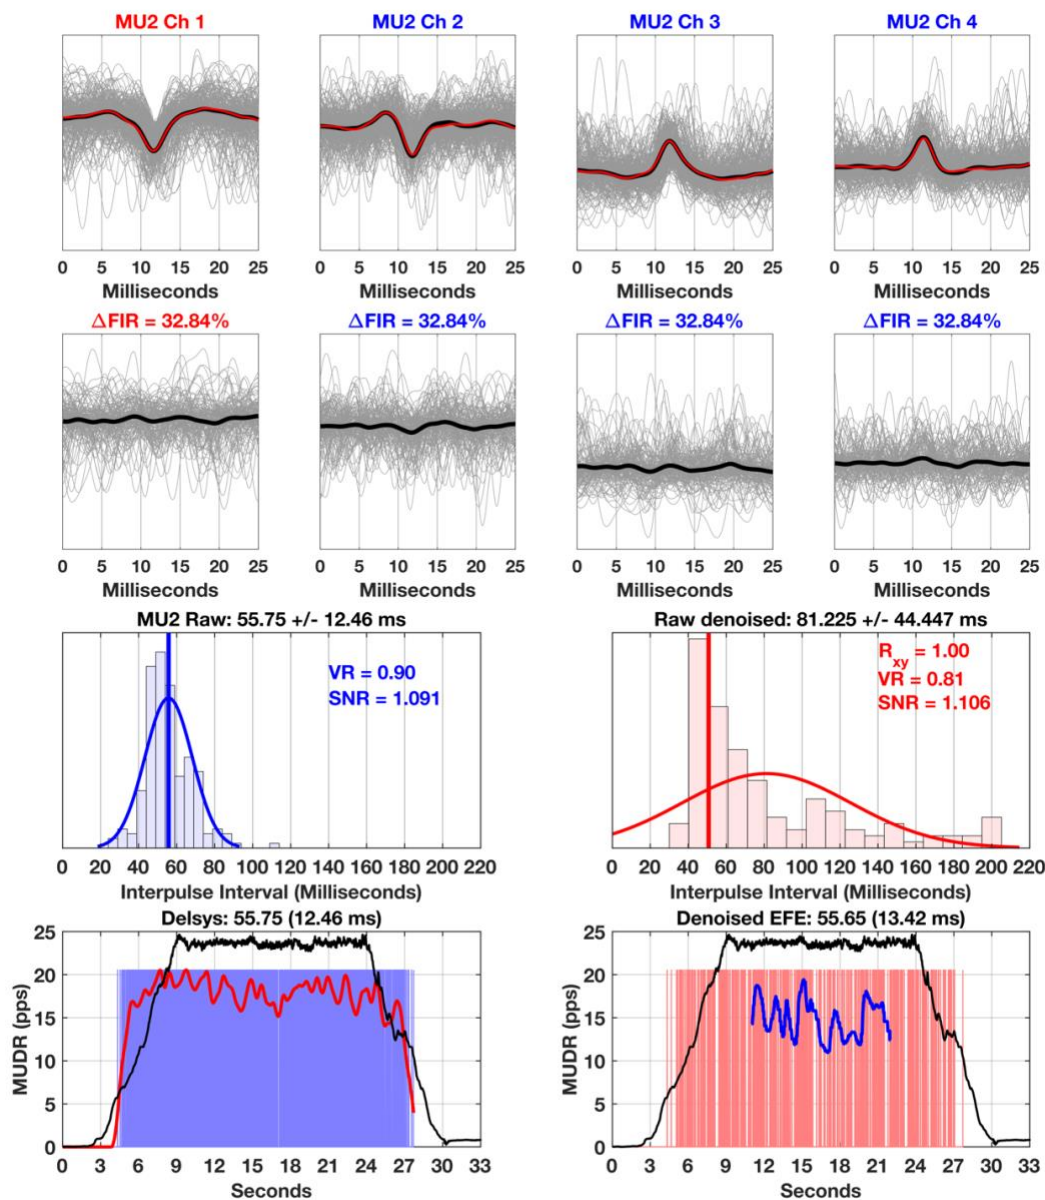 MU2 Ch 1 MU2 Ch 2 MU2 Ch 3 MU2 Ch 4
0 5 10 15 20 25 0 5 10 15 20 25 0 5 10 15 20 25 0 5 10 15 20 25
Milliseconds Milliseconds Milliseconds Milliseconds
ΔFIR = 32.84% ΔFIR = 32.84% ΔFIR = 32.84% ΔFIR = 32.84%
0 5 10 15 20 25 0 5 10 15 20 25 0 5 10 15 20 25 0 5 10 15 20 25
Milliseconds Milliseconds Milliseconds Milliseconds
MU2 Raw: 55.75 +/- 12.46 ms
VR = 0.90
SNR = 1.091
0 20 40 60 80 100 120 140 160 180 200 220
Interpulse Interval (Milliseconds)
Raw denoised: 81.225 +/- 44.447 ms
Rxy = 1.00
VR = 0.81
SNR = 1.106
0 20 40 60 80 100 120 140 160 180 200 220
Interpulse Interval (Milliseconds)
Delsys: 55.75 (12.46 ms)
MUDR (pps)
25
20
15
10
5
0
0 3 6 9 12 15 18 21 24 27 30 33
Seconds
Denoised EFE: 55.65 (13.42 ms)
MUDR (pps)
25
20
15
10
5
0
0 3 6 9 12 15 18 21 24 27 30 33
Seconds